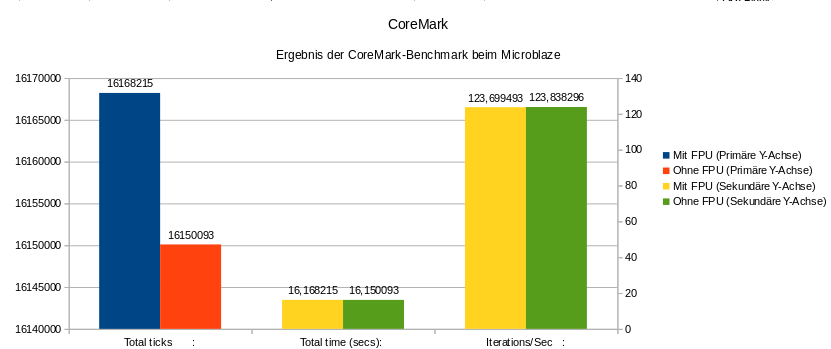 CoreMark
Ergebnis der CoreMark-Benchmark beim Microblaze
16170000
16165000
16160000
16155000
16150000
16145000
16140000
16168215
16150093
16,168215
16,150093
123,699493
123,838296
140
120
100
80
60
40
20
0
Total ticks :
Total time (secs):
Iterations/Sec :
Mit FPU (Primäre Y-Achse)
Ohne FPU (Primäre Y-Achse)
Mit FPU (Sekundäre Y-Achse)
Ohne FPU (Sekundäre Y-Achse)